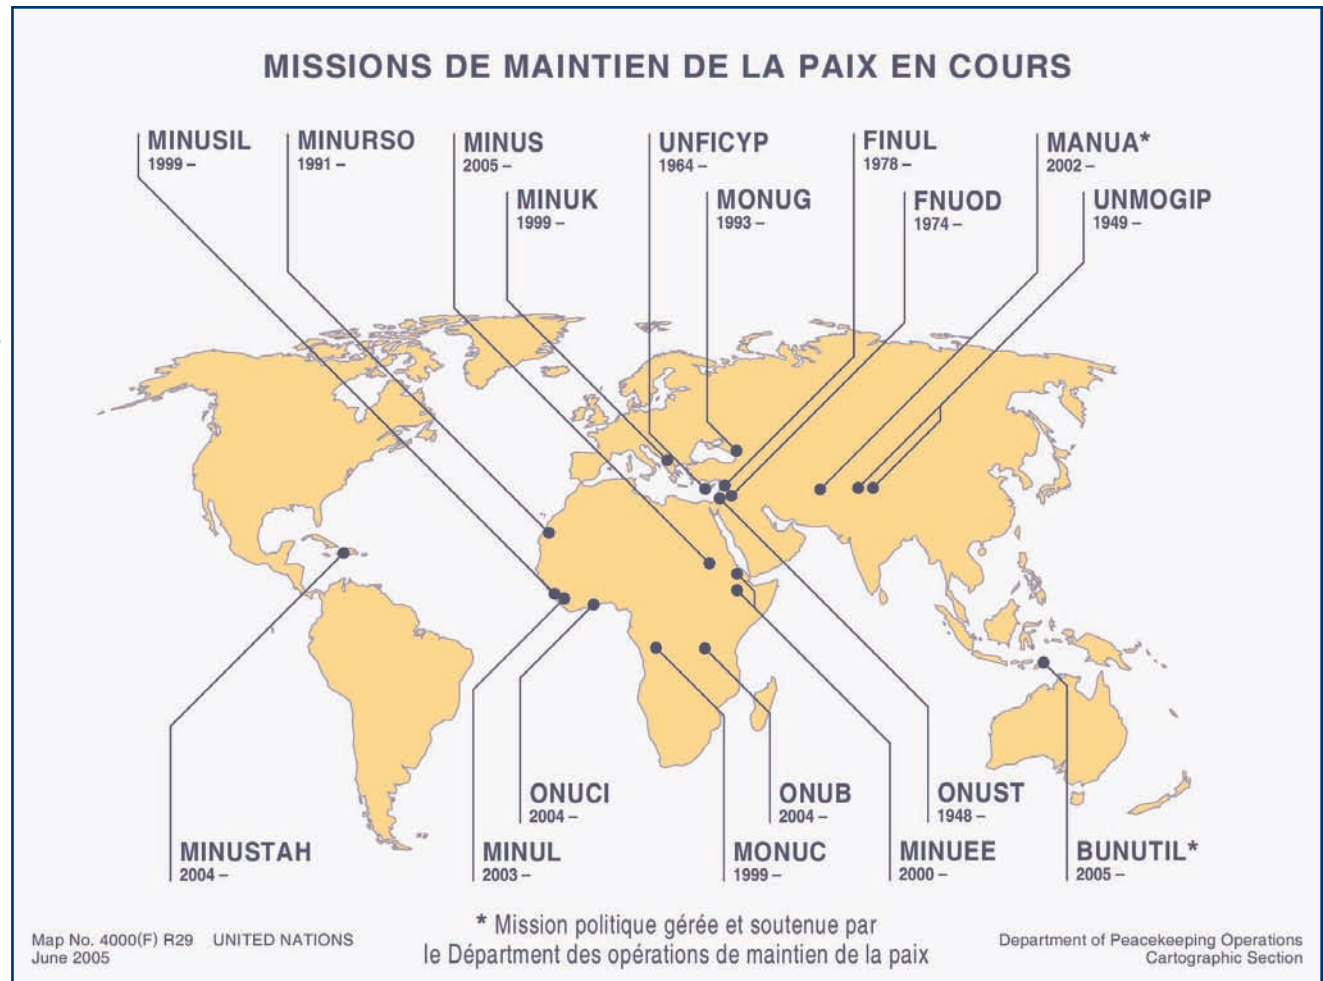 MISSIONS DE MAINTIEN DE LA PAIX EN COURS
MINUSIL
1999 –
MINURSO
1991 –
MINUS
2005 –
UNFICYP
1964 –
FINUL
1978 –
MANUA*
2002 –
MINUK
1999 –
MONUG
1993 –
FNUOD
1974 –
UNMOGIP
1949 –
ONUCI
2004 –
ONUB
2004 –
ONUST
1948 –
MINUSTAH
2004 –
MINUL
2003 –
MONUC
1999 –
MINUEE
2000 –
BUNUTIL*
2005 –
* Mission politique gérée et soutenue par
le Départment des opérations de maintien de la paix
Map No. 4000(F) R29 UNITED NATIONS
June 2005
Department of Peacekeeping Operations
Cartographic Section